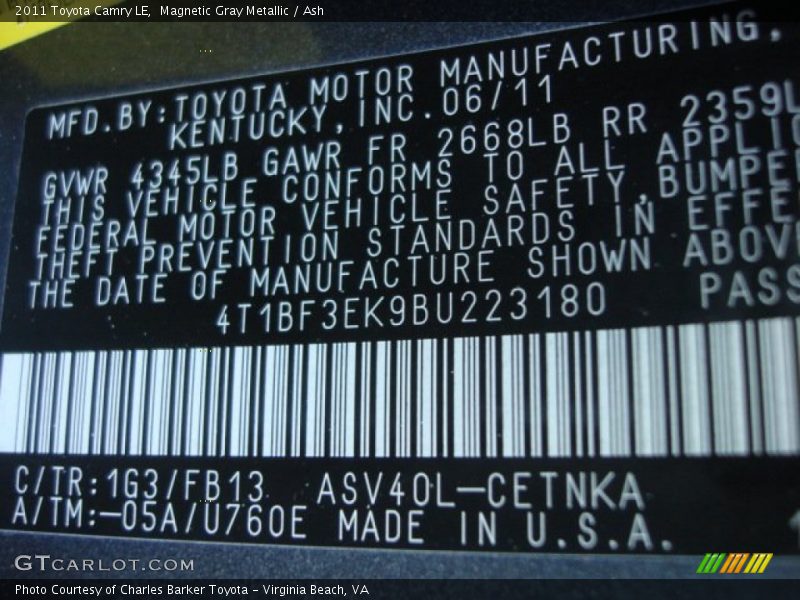 2011 Toyota Camry LE,  Magnetic Gray Metallic / Ash
MFD.BY:TOYOTA MOTOR MANUFACTURING,
KENTUCKY,INC.06/11
GVWR 4345LB GAWR FR 2668LB RR 2359L
THIS VEHICLE CONFORMS TO ALL APPLIC
FEDERAL MOTOR VEHICLE SAFETY,BUMPE
THEFT PREVENTION STANDARDS IN EFFE
THE DATE OF MANUFACTURE SHOWN ABOV
4T1BF3EK9BU223180 PASS
C/TR:1G3/FB13 ASV40L-CETNKA
A/TM:-05A/U760E MADE IN U.S.A.
GTCARLOT.COM
Photo Courtesy of Charles Barker Toyota - Virginia Beach, VA